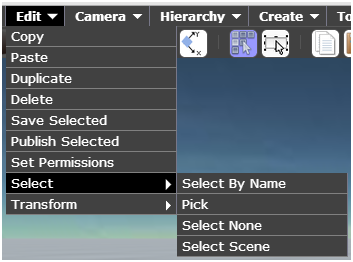 Edit Camera Hierarchy Create To
Copy
Paste
Duplicate
Delete
Save Selected
Publish Selected
Set Permissions
Select
Transform
Select By Name
Pick
Select None
Select Scene